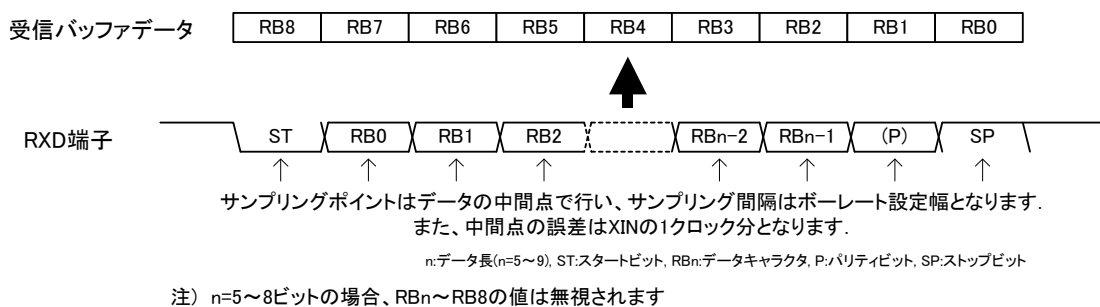 受信バッファデータ RB8 RB7 RB6 RB5 RB4 RB3 RB2 RB1 RB0
RXD端子 ST RB0 RB1 RB2 RBn-2 RBn-1 (P) SP
サンプリングポイントはデータの中間点で行い、サンプリング間隔はボーレート設定幅となります.
また、中間点の誤差はXINの1クロック分となります.
n:データ長(n=5~9), ST:スタートビット, RBn:データキャラクタ, P:パリティビット, SP:ストップビット
注) n=5~8ビットの場合、RBn~RB8の値は無視されます